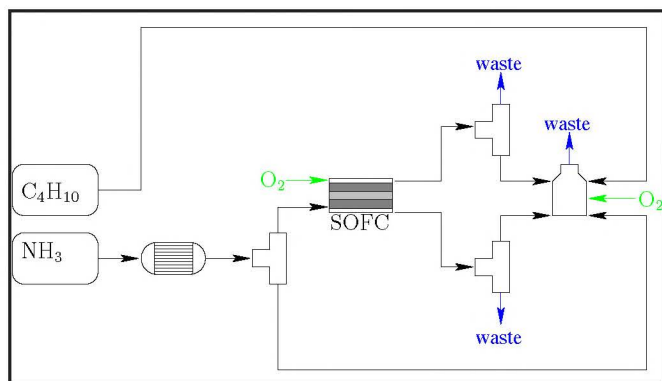 waste
waste
O₂
C₄H₁₀
O₂
SOFC
NH₃
waste